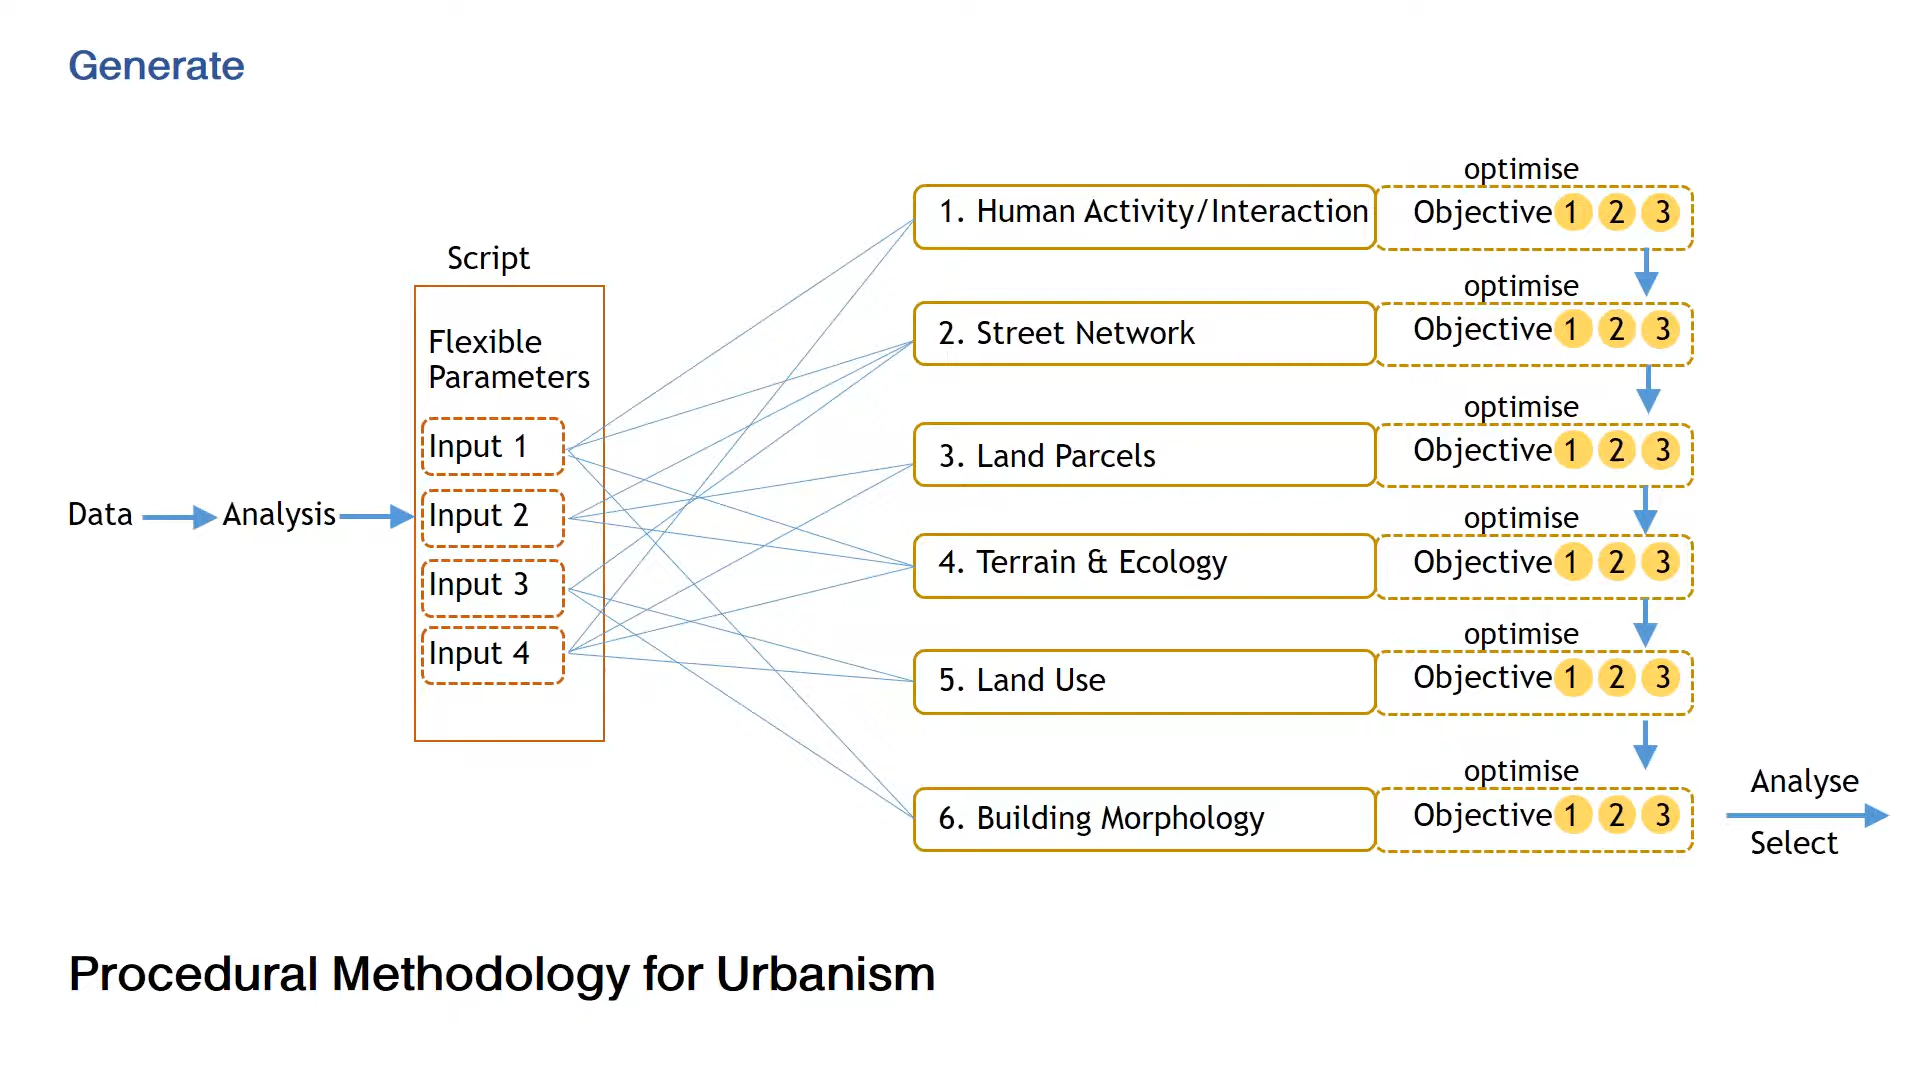 Generate
Script
Flexible
Parameters
Input 1
Input 2
Input 3
Input 4
Data
Analysis
1. Human Activity/Interaction
optimise
Objective 1 2 3
2. Street Network
optimise
Objective 1 2 3
3. Land Parcels
optimise
Objective 1 2 3
4. Terrain & Ecology
optimise
Objective 1 2 3
5. Land Use
optimise
Objective 1 2 3
6. Building Morphology
optimise
Objective 1 2 3
Analyse
Select
Procedural Methodology for Urbanism